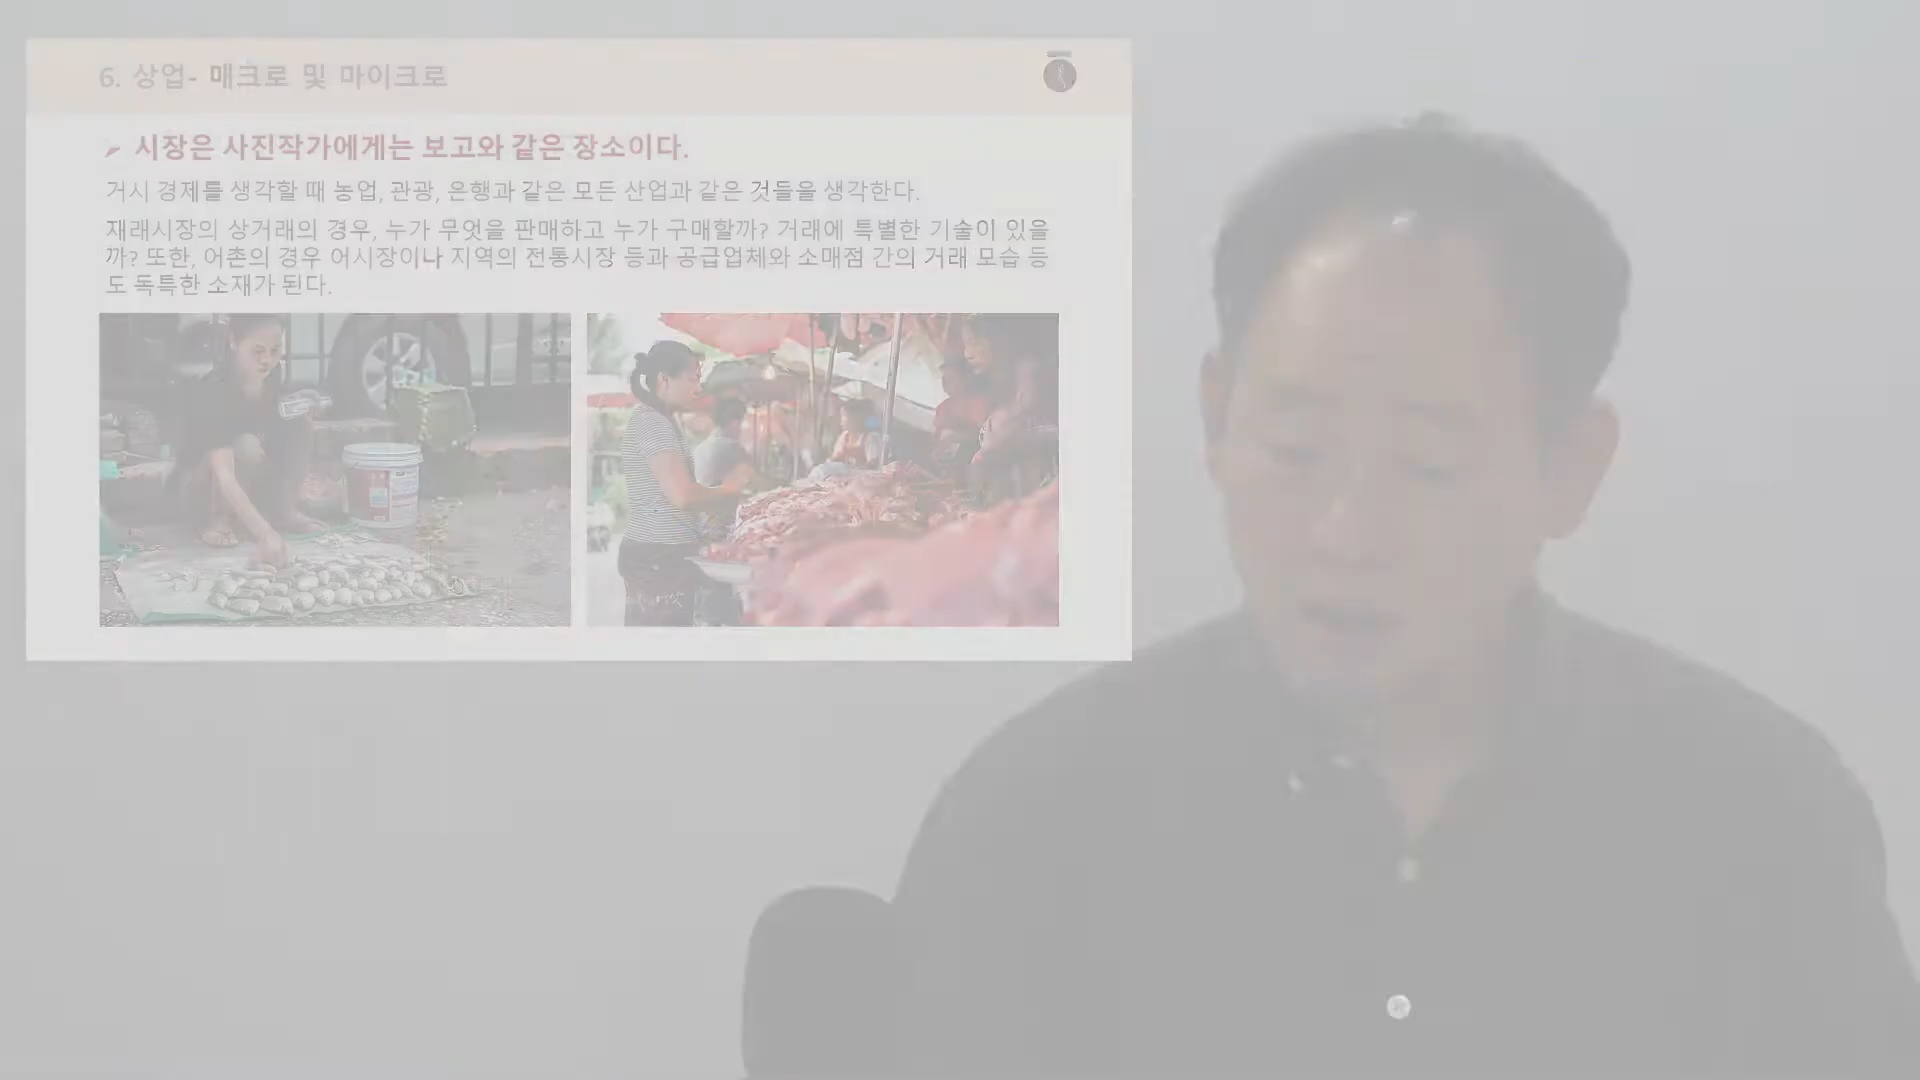 6. 상업- 매크로 및 마이크로
시장은 사진작가에게는 보고와 같은 장소이다.
거시 경제를 생각할 때 농업, 관광, 은행과 같은 모든 산업과 같은 것들을 생각한다.
재래시장의 상거래의 경우, 누가 무엇을 판매하고 누가 구매할까? 거래에 특별한 기술이 있을
까? 또한, 어촌의 경우 어시장이나 지역의 전통시장 등과 공급업체와 소매점 간의 거래 모습 등
도 독특한 소재가 된다.